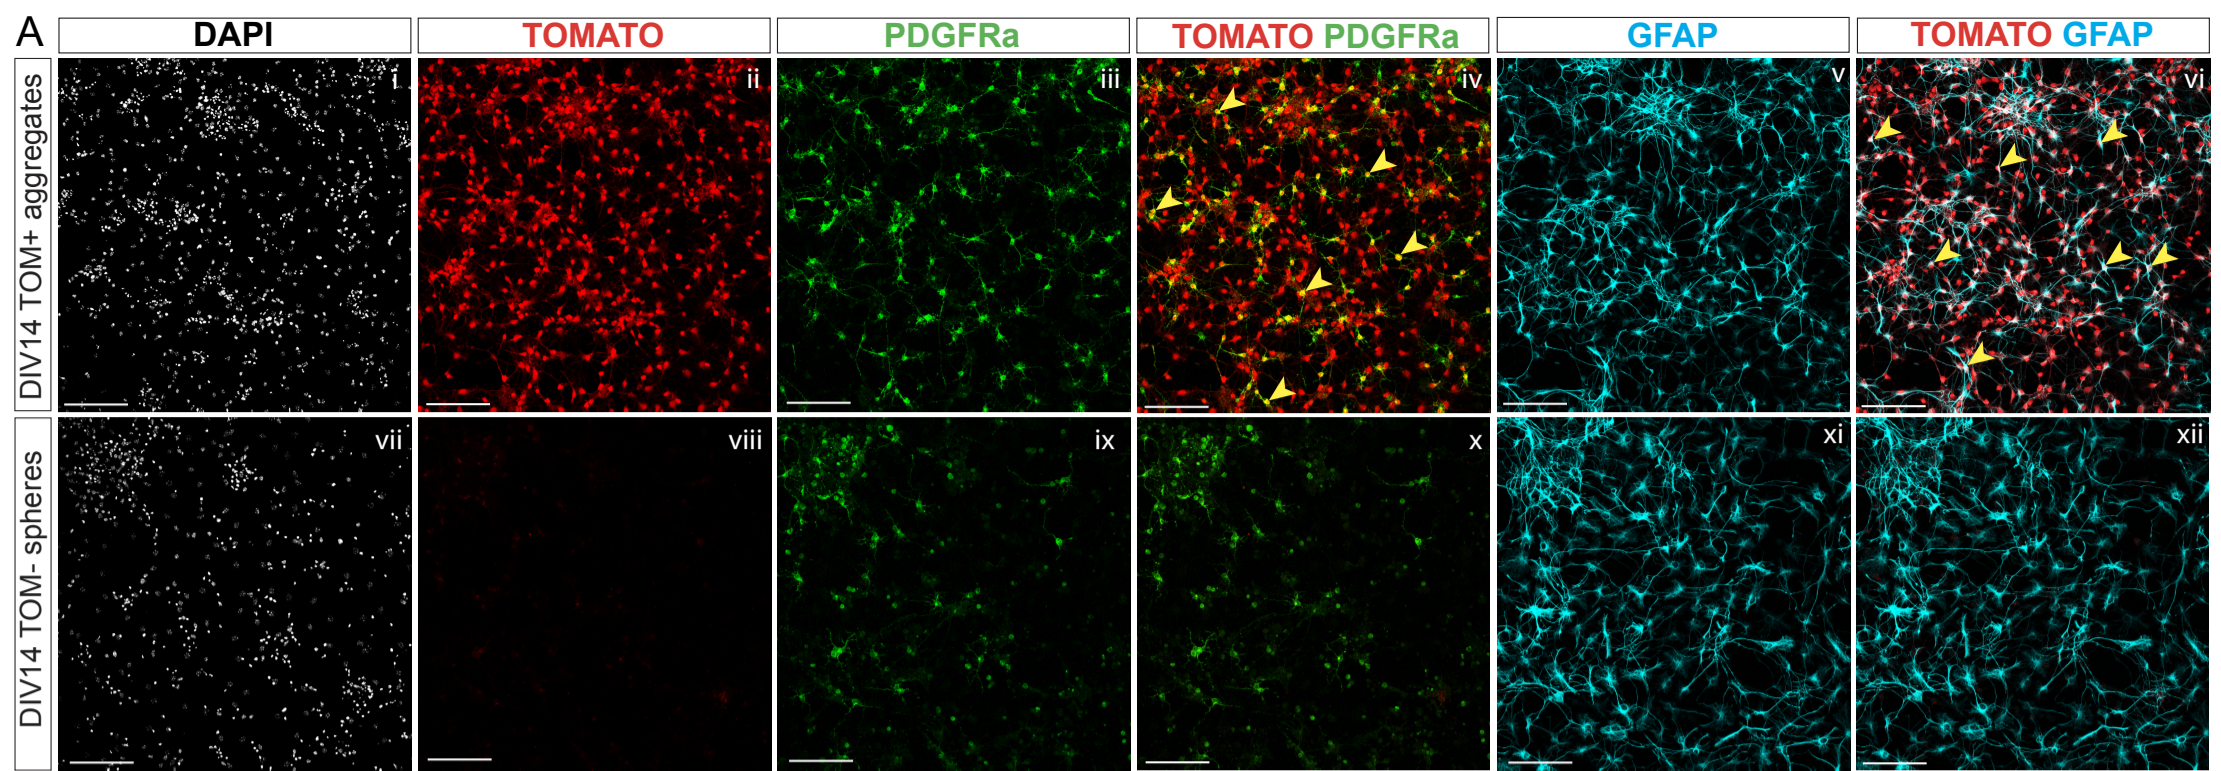 A
DAPI
TOMATO
PDGFRa
TOMATO PDGFRa
GFAP
TOMATO GFAP
DIV14 TOM+ aggregates
i
ii
iii
iv
v
vi
DIV14 TOM- spheres
vii
viii
ix
x
xi
xii